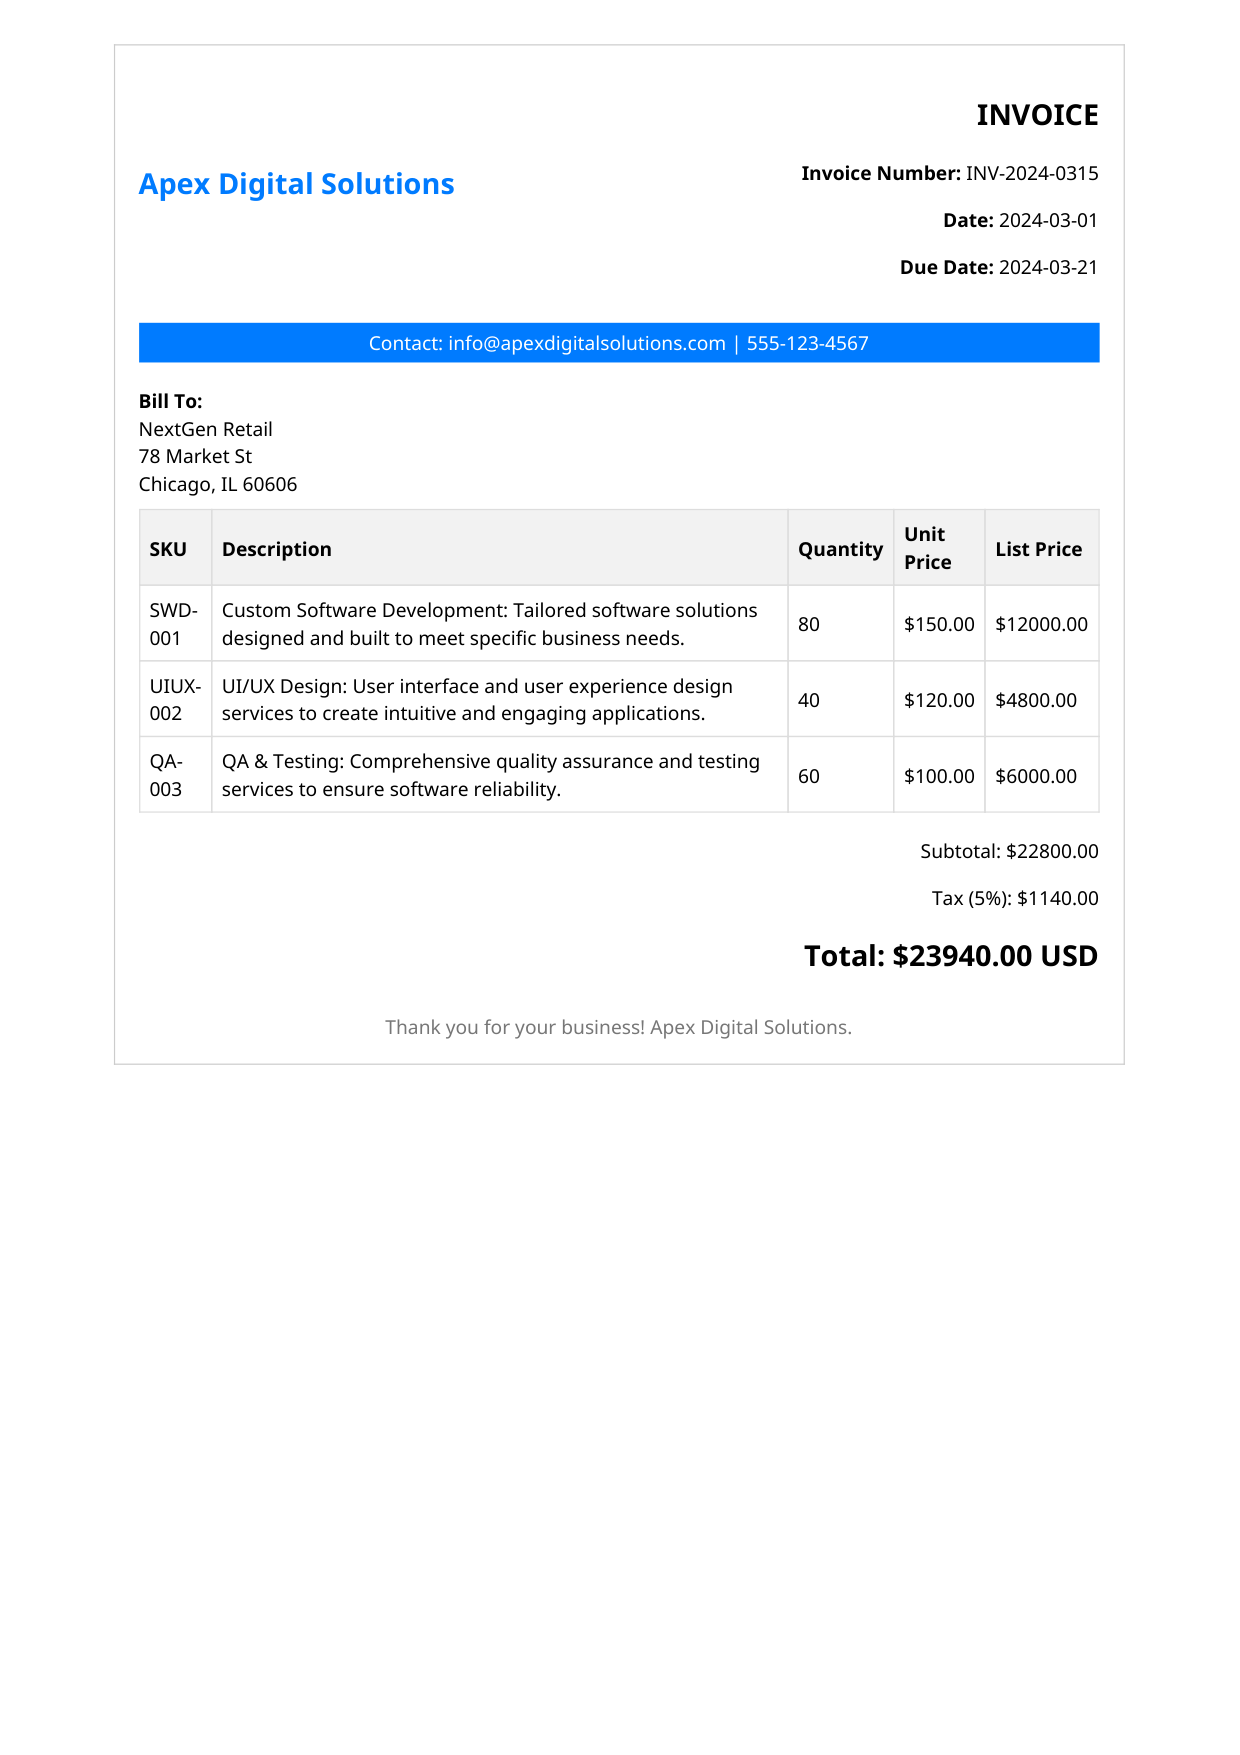 INVOICE
Apex Digital Solutions
Invoice Number: INV-2024-0315
Date: 2024-03-01
Due Date: 2024-03-21
Contact: info@apexdigitalsolutions.com | 555-123-4567
Bill To:
NextGen Retail
78 Market St
Chicago, IL 60606
SKU Description Quantity Unit Price List Price
SWD-001 Custom Software Development: Tailored software solutions designed and built to meet specific business needs. 80 $150.00 $12000.00
UIUX-002 UI/UX Design: User interface and user experience design services to create intuitive and engaging applications. 40 $120.00 $4800.00
QA-003 QA & Testing: Comprehensive quality assurance and testing services to ensure software reliability. 60 $100.00 $6000.00
Subtotal: $22800.00
Tax (5%): $1140.00
Total: $23940.00 USD
Thank you for your business! Apex Digital Solutions.